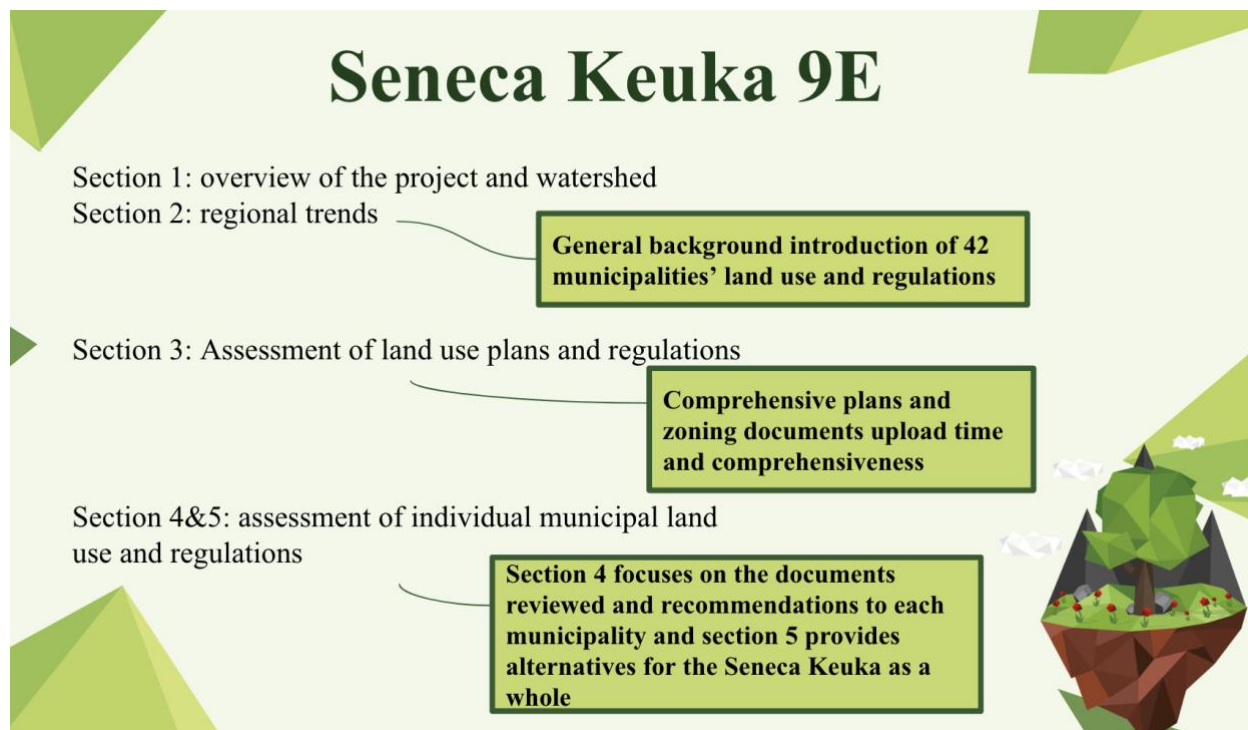 Seneca Keuka 9E
Section 1: overview of the project and watershed
Section 2: regional trends
General background introduction of 42
municipalities’ land use and regulations
Section 3: Assessment of land use plans and regulations
Comprehensive plans and
zoning documents upload time
and comprehensiveness
Section 4&5: assessment of individual municipal land
use and regulations
Section 4 focuses on the documents
reviewed and recommendations to each
municipality and section 5 provides
alternatives for the Seneca Keuka as a
whole